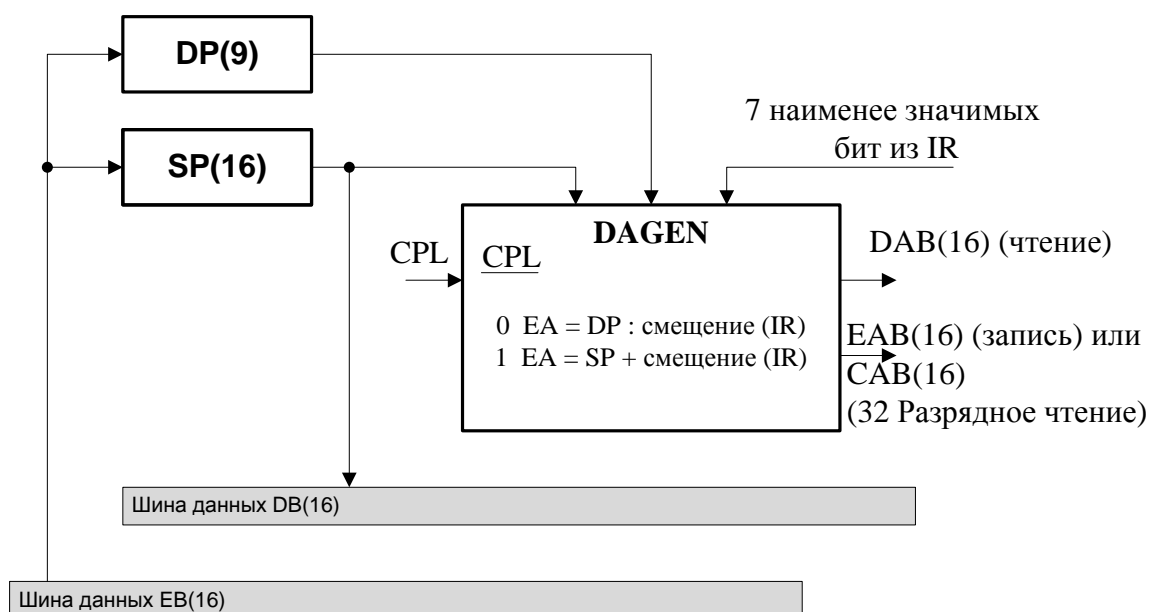 DP(9)
7 наименее значимых
бит из IR
SP(16)
DAGEN
CPL
CPL
DAB(16) (чтение)
0 EA = DP : смещение (IR)
1 EA = SP + смещение (IR)
EAB(16) (запись) или
CAB(16)
(32 Разрядное чтение)
Шина данных DB(16)
Шина данных EB(16)